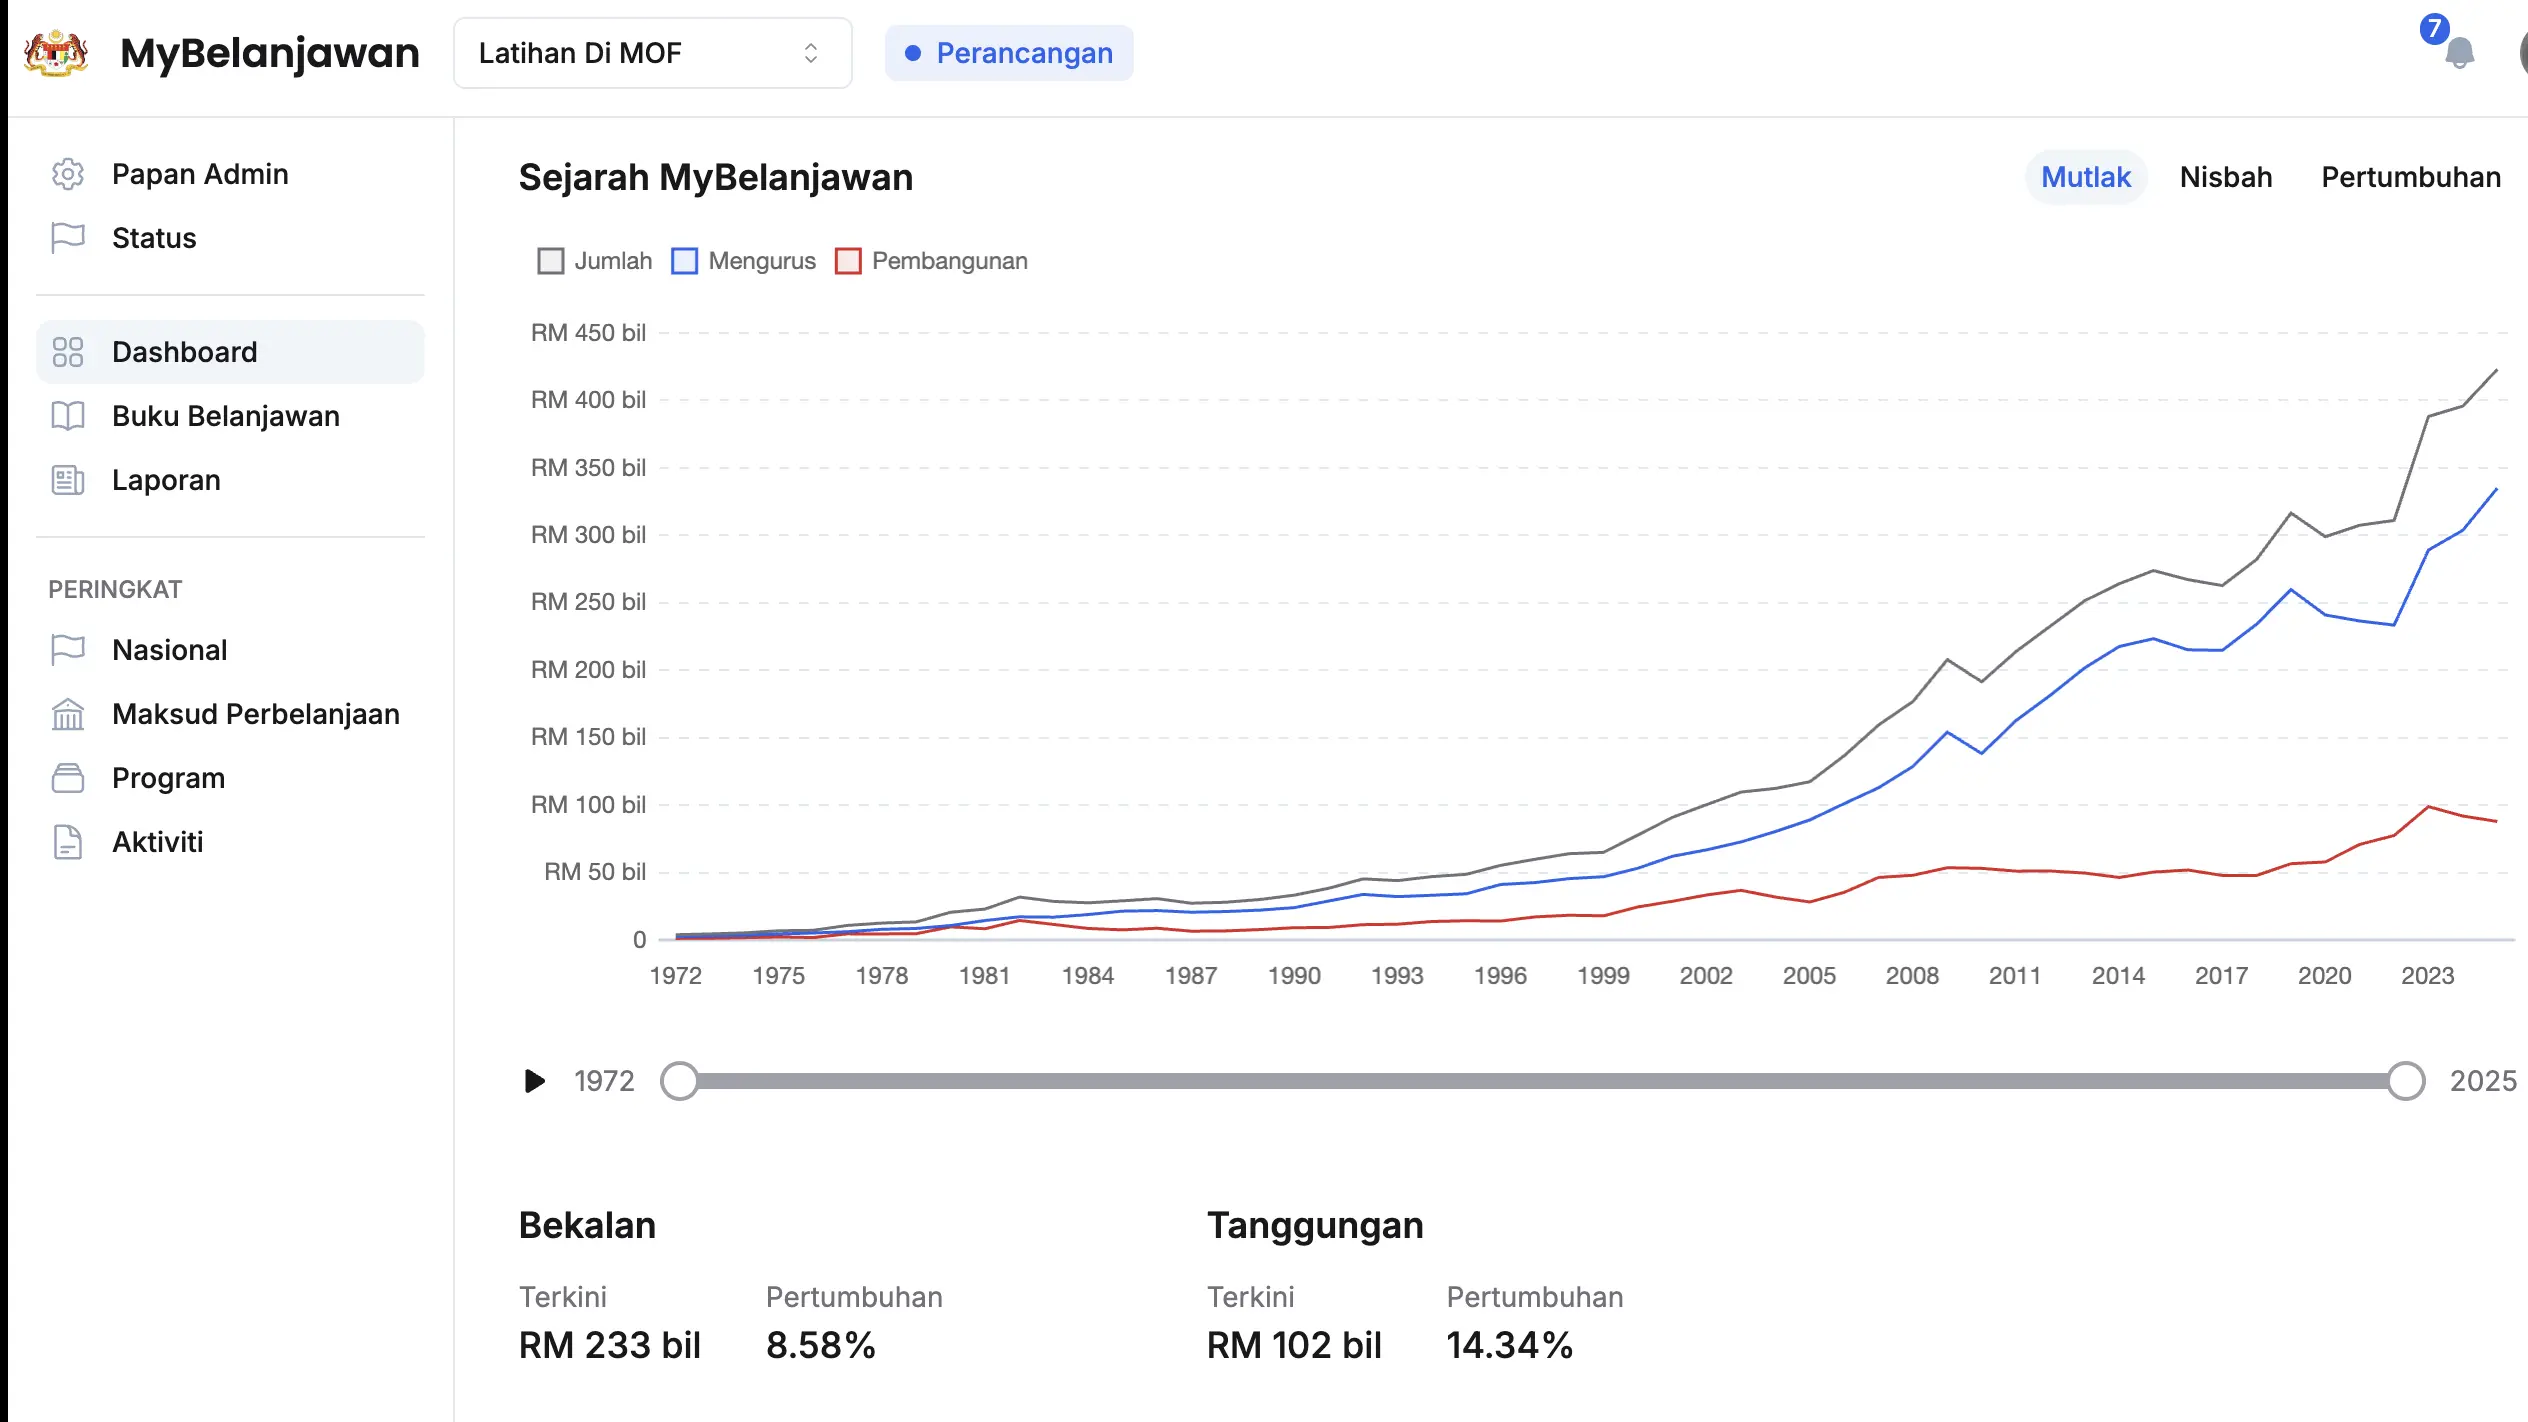 MyBelanjawan
Latihan Di MOF
Perancangan
7
Papan Admin
Status
Dashboard
Buku Belanjawan
Laporan
PERINGKAT
Nasional
Maksud Perbelanjaan
Program
Aktiviti
Sejarah MyBelanjawan
Mutlak
Nisbah
Pertumbuhan
Jumlah
Mengurus
Pembangunan
RM 450 bil
RM 400 bil
RM 350 bil
RM 300 bil
RM 250 bil
RM 200 bil
RM 150 bil
RM 100 bil
RM 50 bil
0
1972 1975 1978 1981 1984 1987 1990 1993 1996 1999 2002 2005 2008 2011 2014 2017 2020 2023
1972
2025
Bekalan
Terkini Pertumbuhan
RM 233 bil 8.58%
Tanggungan
Terkini Pertumbuhan
RM 102 bil 14.34%